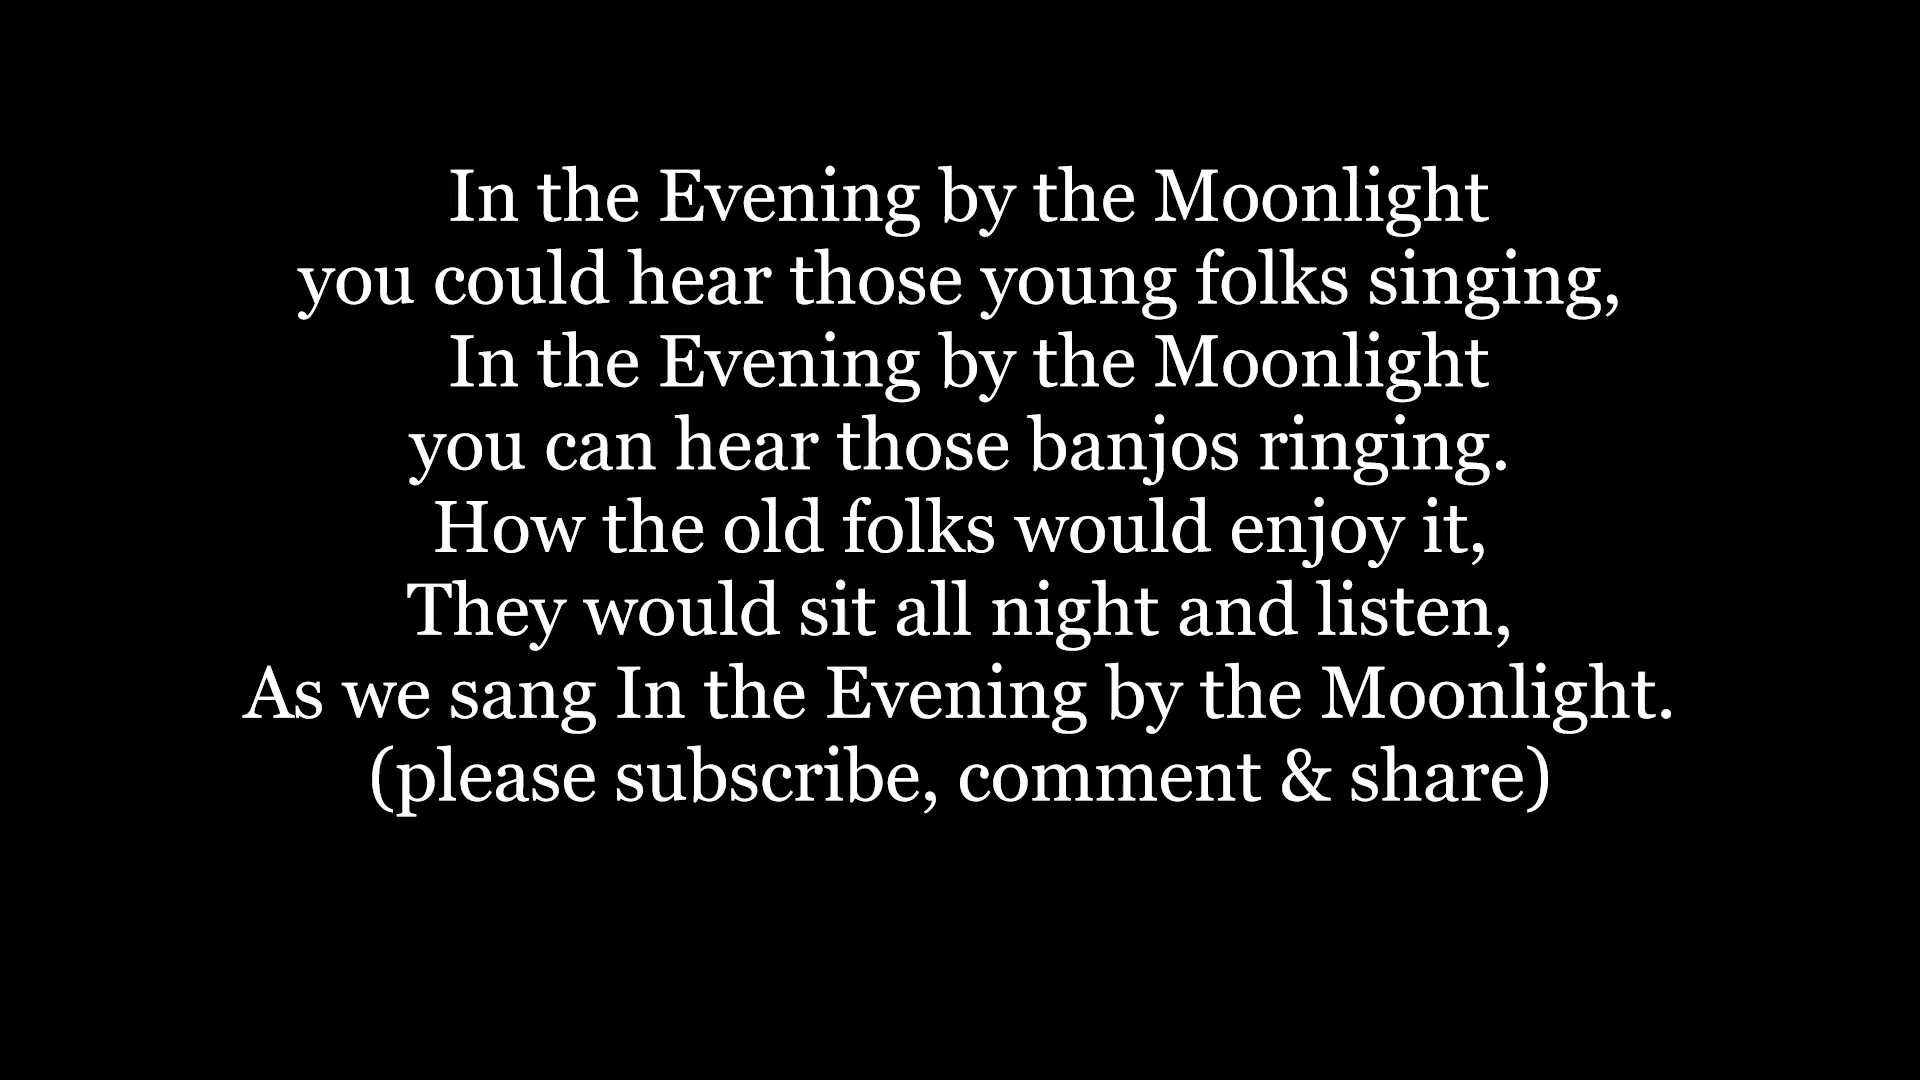 In the Evening by the Moonlight
you could hear those young folks singing,
In the Evening by the Moonlight
you can hear those banjos ringing.
How the old folks would enjoy it,
They would sit all night and listen,
As we sang In the Evening by the Moonlight.
(please subscribe, comment & share)